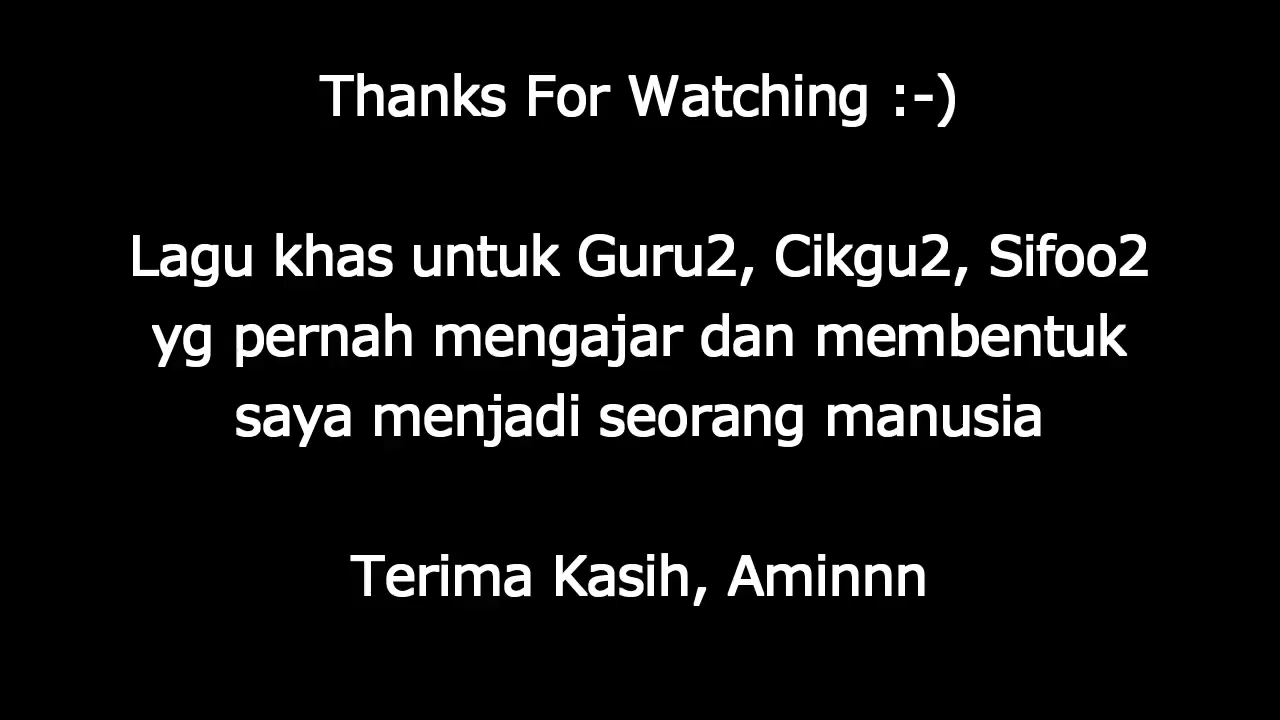 Thanks For Watching :-)
Lagu khas untuk Guru2, Cikgu2, Sifoo2
yg pernah mengajar dan membentuk
saya menjadi seorang manusia
Terima Kasih, Aminnn